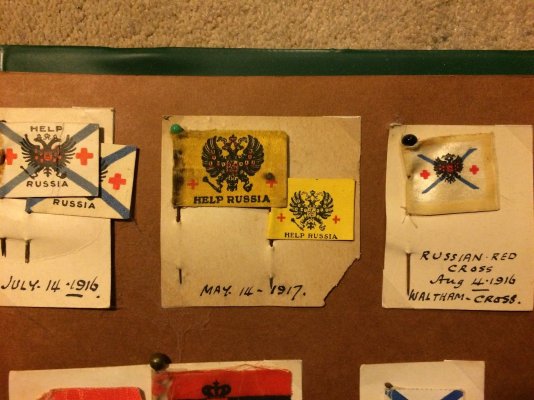 HELP
RUSSIA
RUSSIA
JULY. 14 - 1916
HELP RUSSIA
HELP RUSSIA
MAY. 14 - 1917.
RUSSIAN-RED
CROSS
Aug 4. 1916
WALTHAM-CROSS.